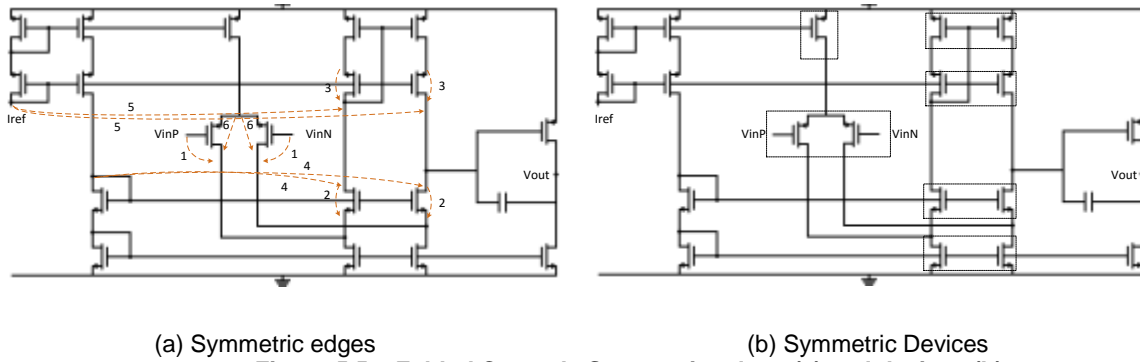 3
3
5
Iref
5
6
6
VinP
VinN
1
1
4
4
2
2
Vout
Iref
VinP
VinN
Vout
(a) Symmetric edges
(b) Symmetric Devices